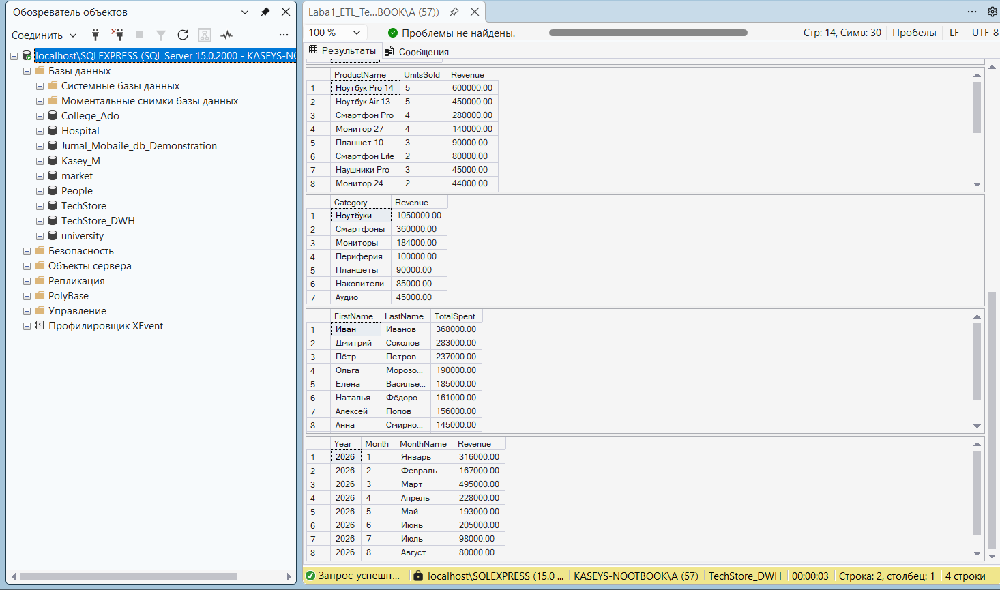 Обозреватель объектов
Соединить
localhost\SQLEXPRESS (SQL Server 15.0.2000 - KASEYS-NO
Базы данных
Системные базы данных
Моментальные снимки базы данных
College_Ado
Hospital
Jurnal_Mobaile_db_Demonstration
Kasey_M
market
People
TechStore
TechStore_DWH
university
Безопасность
Объекты сервера
Репликация
PolyBase
Управление
Профилировщик XEvent
Laba1_ETL_Te...BOOK\A (57))
100 % Проблемы не найдены. Стр: 14, Симв: 30 Пробелы LF UTF-8
Результаты Сообщения
ProductName UnitsSold Revenue
1 Ноутбук Pro 14 5 600000.00
2 Ноутбук Air 13 5 450000.00
3 Смартфон Pro 4 280000.00
4 Монитор 27 4 140000.00
5 Планшет 10 3 90000.00
6 Смартфон Lite 2 80000.00
7 Наушники Pro 3 45000.00
8 Монитор 24 2 44000.00
Category Revenue
1 Ноутбуки 1050000.00
2 Смартфоны 360000.00
3 Мониторы 184000.00
4 Периферия 100000.00
5 Планшеты 90000.00
6 Накопители 85000.00
7 Аудио 45000.00
FirstName LastName TotalSpent
1 Иван Иванов 368000.00
2 Дмитрий Соколов 283000.00
3 Пётр Петров 237000.00
4 Ольга Морозо... 190000.00
5 Елена Василье... 185000.00
6 Наталья Фёдоро... 161000.00
7 Алексей Попов 156000.00
8 Анна Смирно... 145000.00
Year Month MonthName Revenue
1 2026 1 Январь 316000.00
2 2026 2 Февраль 167000.00
3 2026 3 Март 495000.00
4 2026 4 Апрель 228000.00
5 2026 5 Май 193000.00
6 2026 6 Июнь 205000.00
7 2026 7 Июль 98000.00
8 2026 8 Август 80000.00
Запрос успешн... localhost\SQLEXPRESS (15.0 ... KASEYS-NOOTBOOK\A (57) TechStore_DWH 00:00:03 Строка: 2, столбец: 1 4 строки